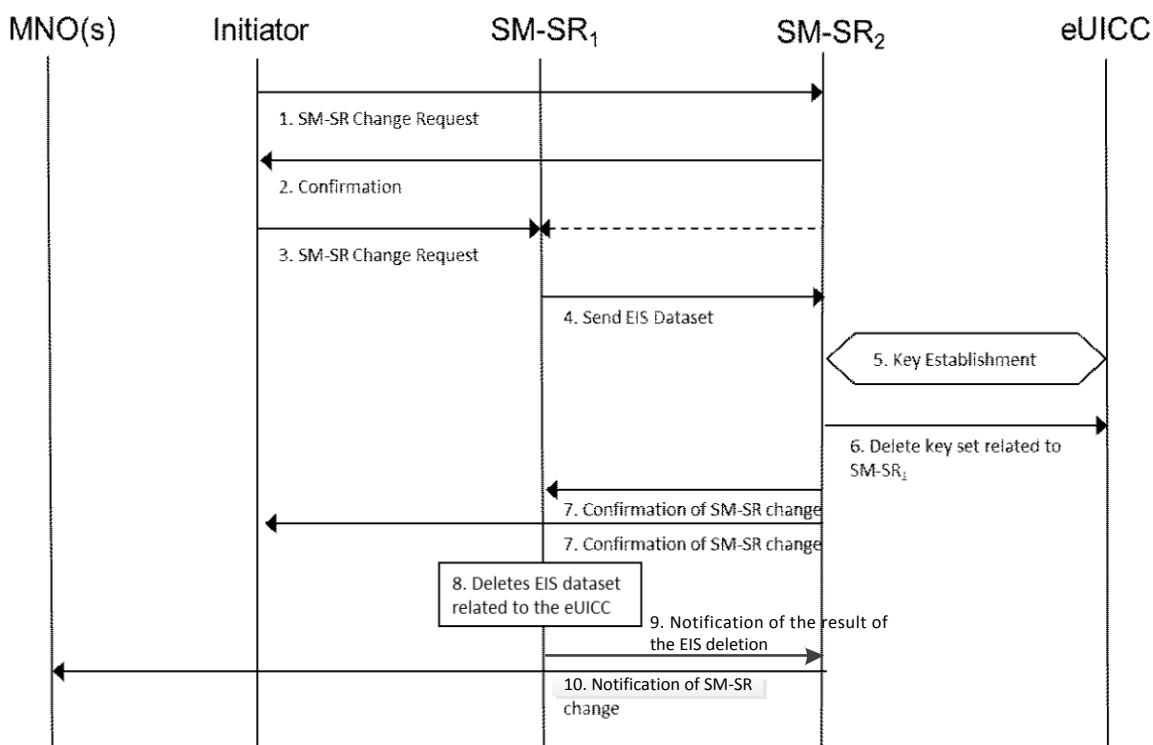 MNO(s) Initiator SM-SR₁ SM-SR₂ eUICC
1. SM-SR Change Request
2. Confirmation
3. SM-SR Change Request
4. Send EIS Dataset
5. Key Establishment
6. Delete key set related to
SM-SR₁
7. Confirmation of SM-SR change
7. Confirmation of SM-SR change
8. Deletes EIS dataset
related to the eUICC
9. Notification of the result of
the EIS deletion
10. Notification of SM-SR
change